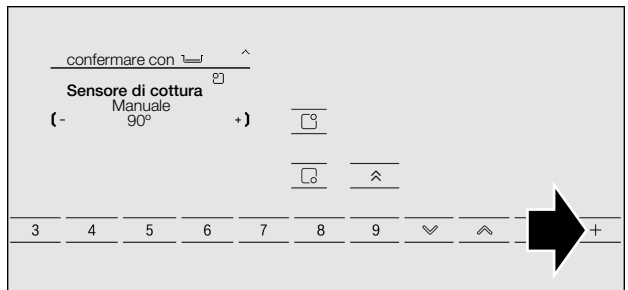 confermare con
Sensore di cottura
Manuale
(- 90° +)
3 4 5 6 7 8 9 +